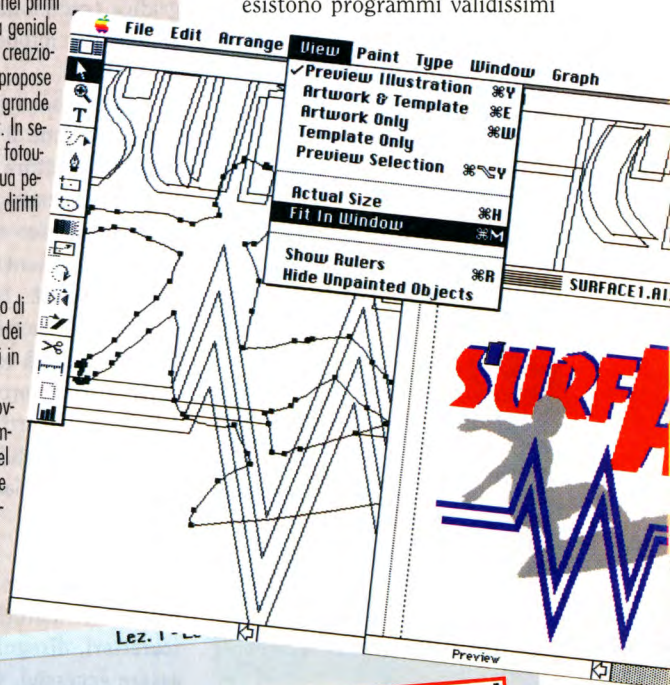 esistono programmi validissimi
nei primi
geniale
creazio-
propose
grande
. In se-
fotou-
ua pe-
diritti
o di
dei
i in
ov-
m-
el
e
File Edit Arrange View Paint Type Window Graph
✓Preview Illustration ⌘Y
Artwork & Template ⌘E
Artwork Only ⌘W
Template Only
Preview Selection ⌘⌥Y
Actual Size ⌘H
Fit In Window ⌘M
Show Rulers ⌘R
Hide Unpainted Objects
T
SURFACE1.AI
SURFA
Preview
Lez. 1 -